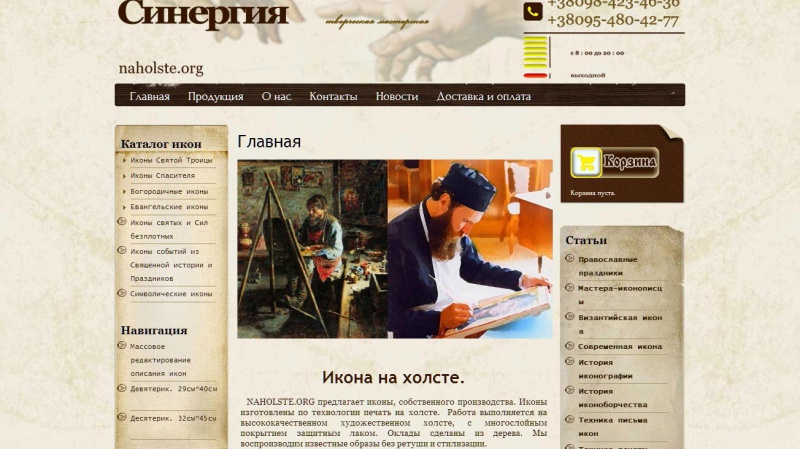 Синергия
творческая мастерская
+38098-423-46-36
+38095-480-42-77
с 8 : 00 до 20 : 00
выходной
naholste.org
Главная
Продукция
О нас
Контакты
Новости
Доставка и оплата
Каталог икон
Иконы Святой Троицы
Иконы Спасителя
Богородичные иконы
Евангельские иконы
Иконы святых и Сил
безплотных
Иконы событий из
Священной истории и
Праздников
Символические иконы
Навигация
Массовое
редактирование
описания икон
Девятерик. 29см*40см
Десятерик. 32см*45см
Главная
Икона на холсте.
NAHOLSTE.ORG предлагает иконы, собственного производства. Иконы
изготовлены по технологии печать на холсте. Работа выполняется на
высококачественном художественном холсте, с многослойным
покрытием защитным лаком. Оклады сделаны из дерева. Мы
воспроизводим известные образы без ретуши и стилизации.
Корзина
Корзина пуста.
Статьи
Православные
праздники
Мастера-иконописц
ы
Византийская икон
а
Современная икона
История
иконографии
История
иконоборчества
Техника письма
икон